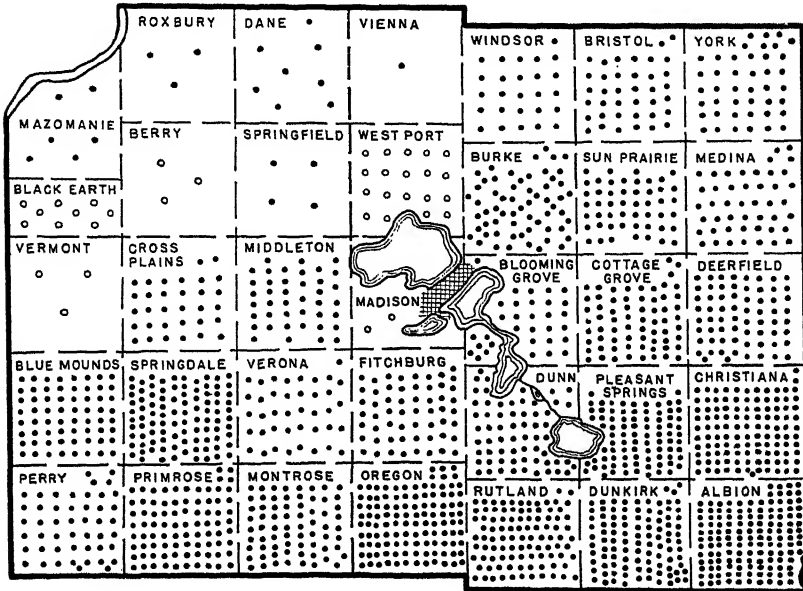 ROXBURY
DANE
VIENNA
WINDSOR
BRISTOL
YORK
MAZOMANIE
BERRY
SPRINGFIELD
WEST PORT
BURKE
SUN PRAIRIE
MEDINA
BLACK EARTH
VERMONT
CROSS
PLAINS
MIDDLETON
MADISON
BLOOMING
GROVE
COTTAGE
GROVE
DEERFIELD
BLUE MOUNDS
SPRINGDALE
VERONA
FITCHBURG
DUNN
PLEASANT
SPRINGS
CHRISTIANA
PERRY
PRIMROSE
MONTROSE
OREGON
RUTLAND
DUNKIRK
ALBION